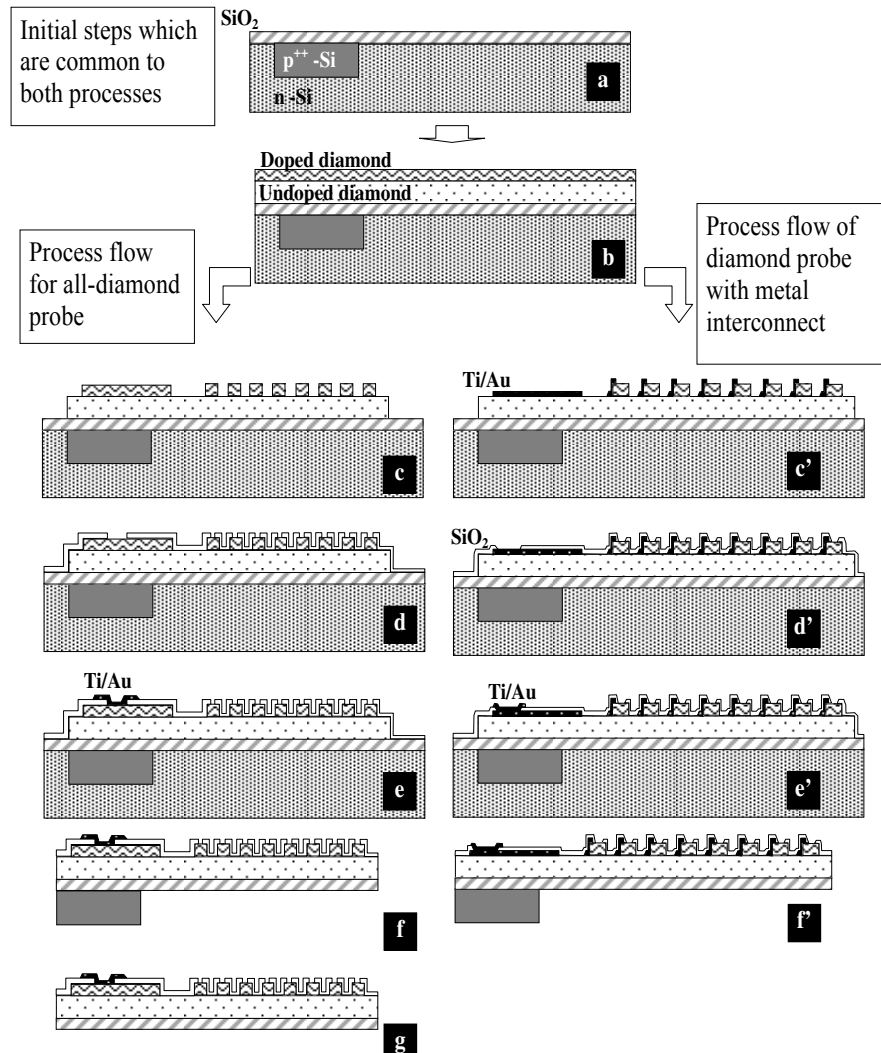 SiO₂
Initial steps which
are common to
both processes
p⁺⁺ -Si
n -Si
a
Doped diamond
Undoped diamond
b
Process flow
for all-diamond
probe
Process flow of
diamond probe
with metal
interconnect
c
Ti/Au
c’
d
SiO₂
d’
Ti/Au
e
Ti/Au
e’
f
f’
g